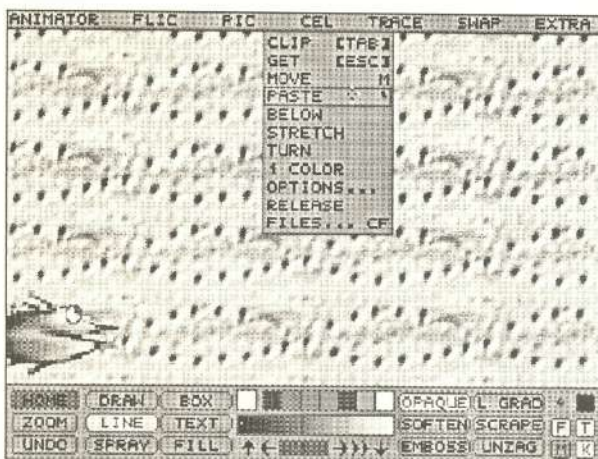 ANIMATOR FLIC PIC CEL TRACE SWAP EXTRA
CLIP [TAB]
GET [ESC]
MOVE M
PASTE `
BELOW
STRETCH
TURN
1 COLOR
OPTIONS...
RELEASE
FILES... CF
HOME DRAW BOX OPAQUE L GRAD
ZOOM LINE TEXT SOFTEN SCRAPE F T
UNDO SPRAY FILL EMBOSS UNZAG M K